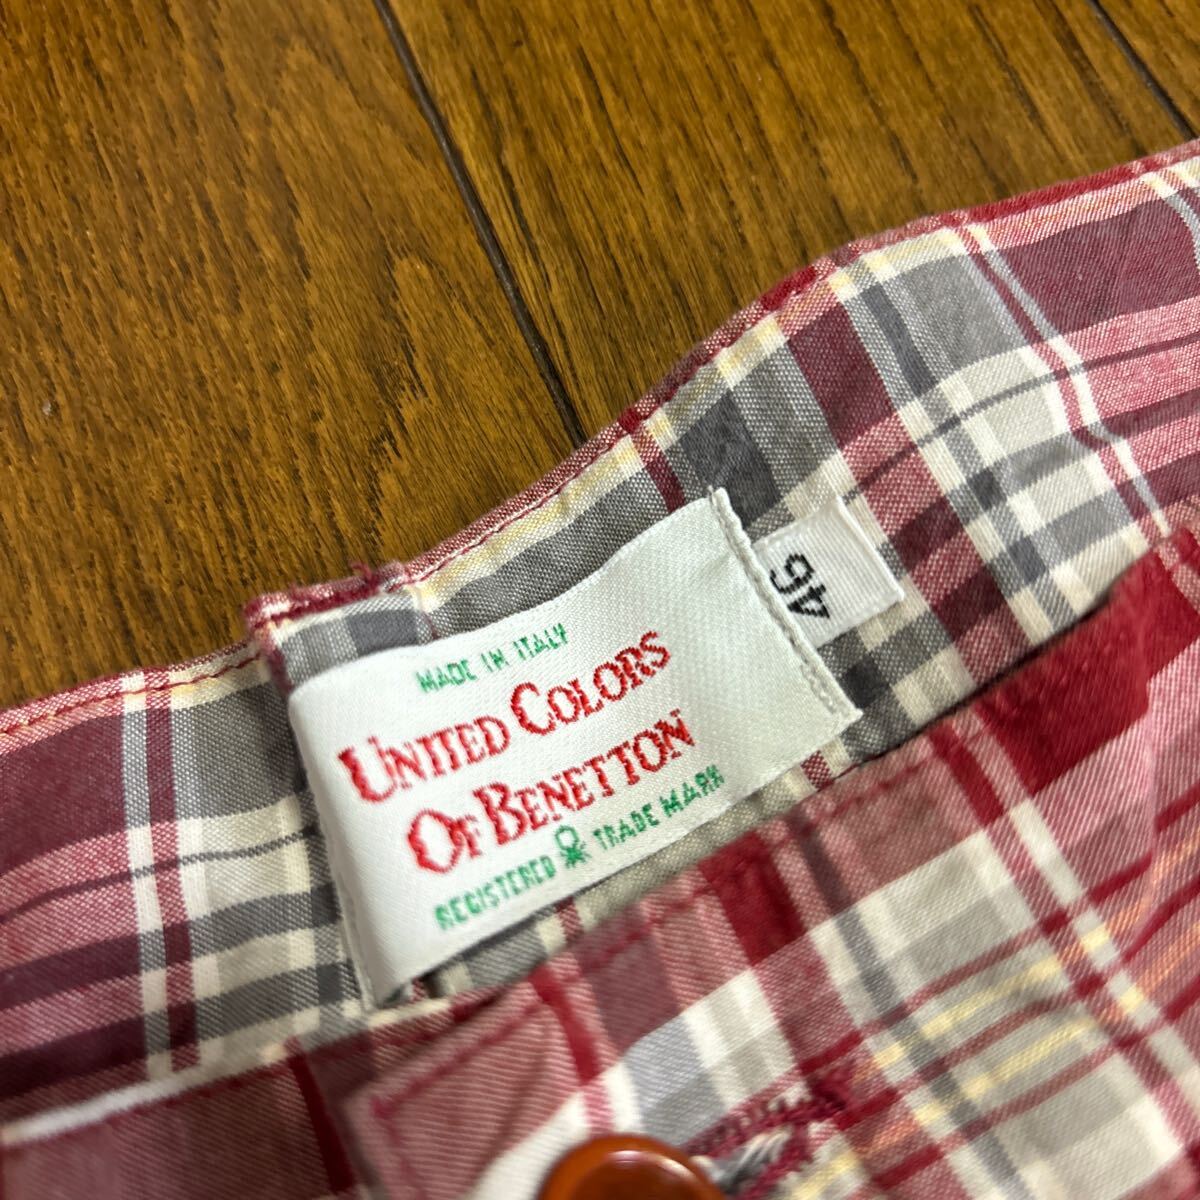 MADE IN ITALY
UNITED COLORS
OF BENETTON
REGISTERED TRADE MARK
46